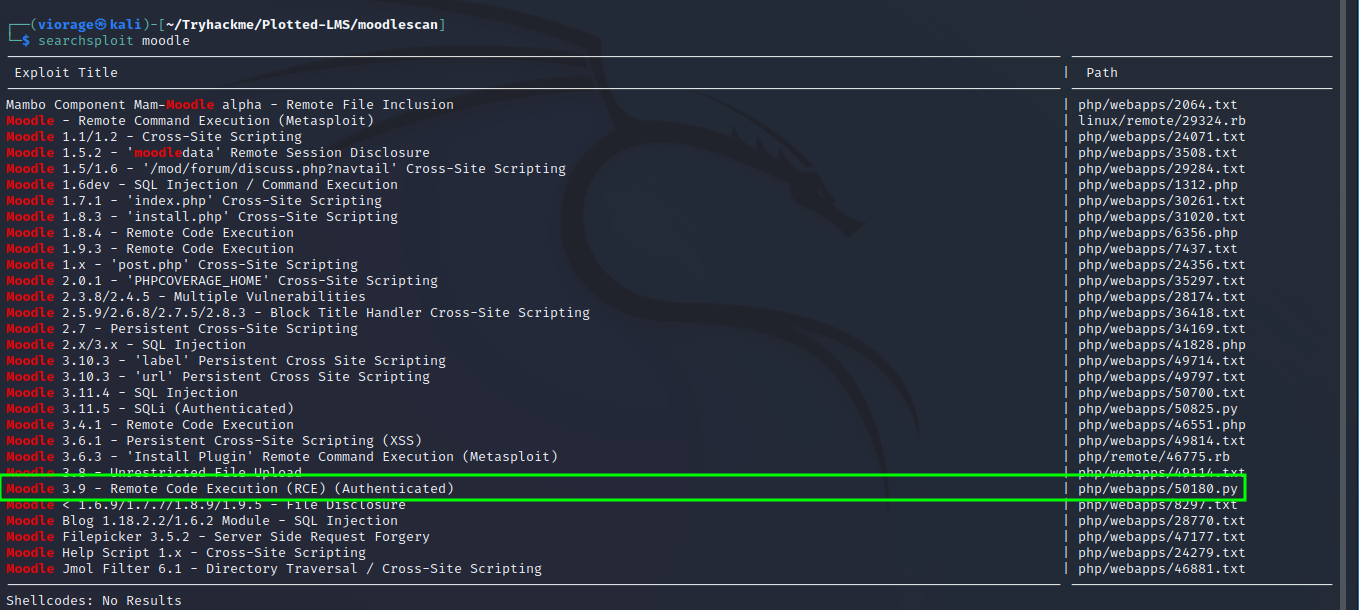 ┌──(viorage㉿kali)-[~/Tryhackme/Plotted-LMS/moodlescan]
└─$ searchsploit moodle
Exploit Title | Path
Mambo Component Mam-Moodle alpha - Remote File Inclusion | php/webapps/2064.txt
Moodle - Remote Command Execution (Metasploit) | linux/remote/29324.rb
Moodle 1.1/1.2 - Cross-Site Scripting | php/webapps/24071.txt
Moodle 1.5.2 - 'moodledata' Remote Session Disclosure | php/webapps/3508.txt
Moodle 1.5/1.6 - '/mod/forum/discuss.php?navtail' Cross-Site Scripting | php/webapps/29284.txt
Moodle 1.6dev - SQL Injection / Command Execution | php/webapps/1312.php
Moodle 1.7.1 - 'index.php' Cross-Site Scripting | php/webapps/30261.txt
Moodle 1.8.3 - 'install.php' Cross-Site Scripting | php/webapps/31020.txt
Moodle 1.8.4 - Remote Code Execution | php/webapps/6356.php
Moodle 1.9.3 - Remote Code Execution | php/webapps/7437.txt
Moodle 1.x - 'post.php' Cross-Site Scripting | php/webapps/24356.txt
Moodle 2.0.1 - 'PHPCOVERAGE_HOME' Cross-Site Scripting | php/webapps/35297.txt
Moodle 2.3.8/2.4.5 - Multiple Vulnerabilities | php/webapps/28174.txt
Moodle 2.5.9/2.6.8/2.7.5/2.8.3 - Block Title Handler Cross-Site Scripting | php/webapps/36418.txt
Moodle 2.7 - Persistent Cross-Site Scripting | php/webapps/34169.txt
Moodle 2.x/3.x - SQL Injection | php/webapps/41828.php
Moodle 3.10.3 - 'label' Persistent Cross Site Scripting | php/webapps/49714.txt
Moodle 3.10.3 - 'url' Persistent Cross Site Scripting | php/webapps/49797.txt
Moodle 3.11.4 - SQL Injection | php/webapps/50700.txt
Moodle 3.11.5 - SQLi (Authenticated) | php/webapps/50825.py
Moodle 3.4.1 - Remote Code Execution | php/webapps/46551.php
Moodle 3.6.1 - Persistent Cross-Site Scripting (XSS) | php/webapps/49814.txt
Moodle 3.6.3 - 'Install Plugin' Remote Command Execution (Metasploit) | php/remote/46775.rb
Moodle 3.8 - Unrestricted File Upload | php/webapps/49114.txt
Moodle 3.9 - Remote Code Execution (RCE) (Authenticated) | php/webapps/50180.py
Moodle < 1.6.9/1.7.7/1.8.9/1.9.5 - File Disclosure | php/webapps/8297.txt
Moodle Blog 1.18.2.2/1.6.2 Module - SQL Injection | php/webapps/28770.txt
Moodle Filepicker 3.5.2 - Server Side Request Forgery | php/webapps/47177.txt
Moodle Help Script 1.x - Cross-Site Scripting | php/webapps/24279.txt
Moodle Jmol Filter 6.1 - Directory Traversal / Cross-Site Scripting | php/webapps/46881.txt
Shellcodes: No Results